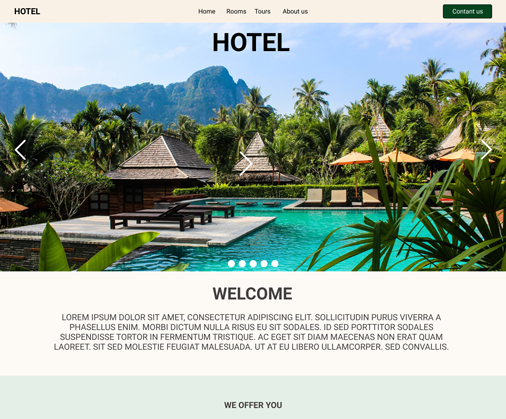 HOTEL
Home Rooms Tours About us
Contant us
HOTEL
WELCOME
LOREM IPSUM DOLOR SIT AMET, CONSECTETUR ADIPISCING ELIT. SOLLICITUDIN PURUS VIVERRA A
PHASELLUS ENIM. MORBI DICTUM NULLA RISUS EU SIT SODALES. ID SED PORTTITOR SODALES
SUSPENDISSE TORTOR IN FERMENTUM TRISTIQUE. AC EGET SIT DIAM MAECENAS NON ERAT QUAM
LAOREET. SIT SED MOLESTIE FEUGIAT MALESUADA. UT AT EU LIBERO ULLAMCORPER. SED CONVALLIS.
WE OFFER YOU